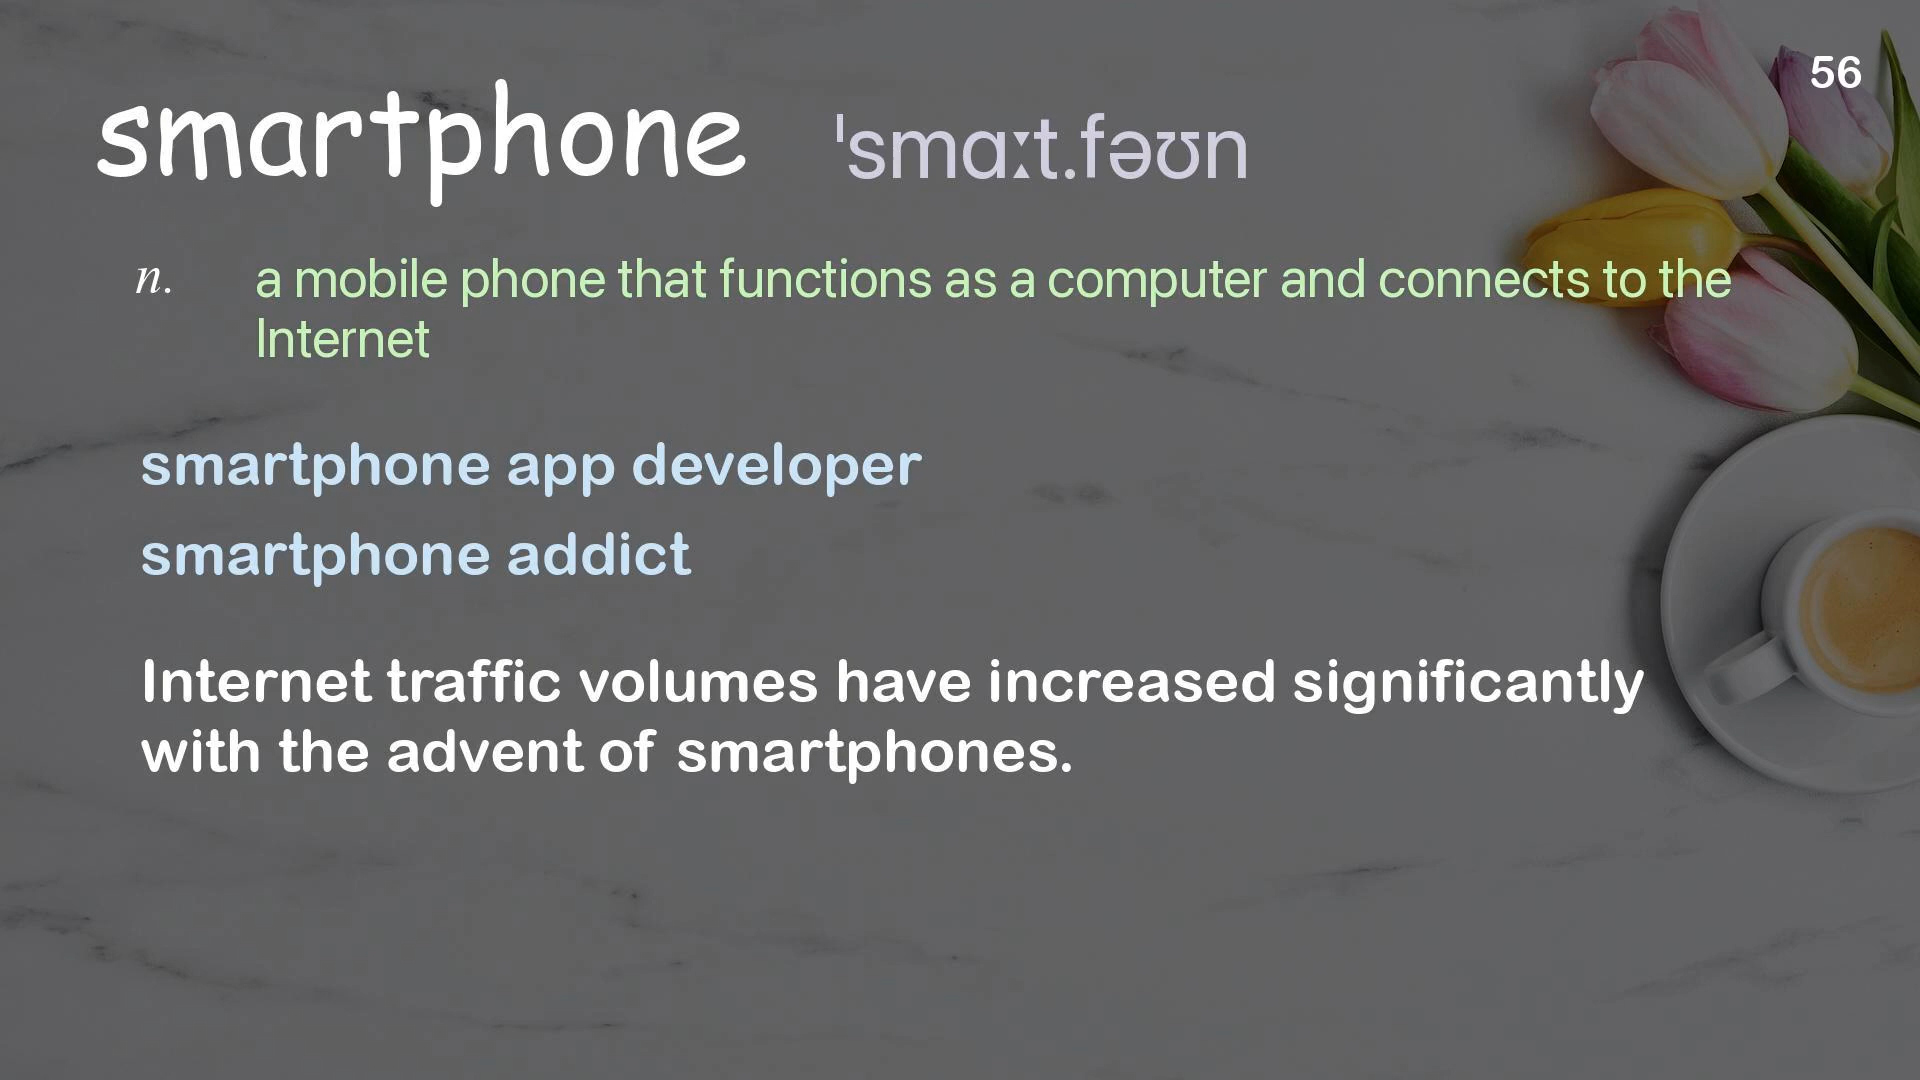 56
smartphone ˈsmɑːt.fəʊn
n. a mobile phone that functions as a computer and connects to the
Internet
smartphone app developer
smartphone addict
Internet traffic volumes have increased significantly
with the advent of smartphones.